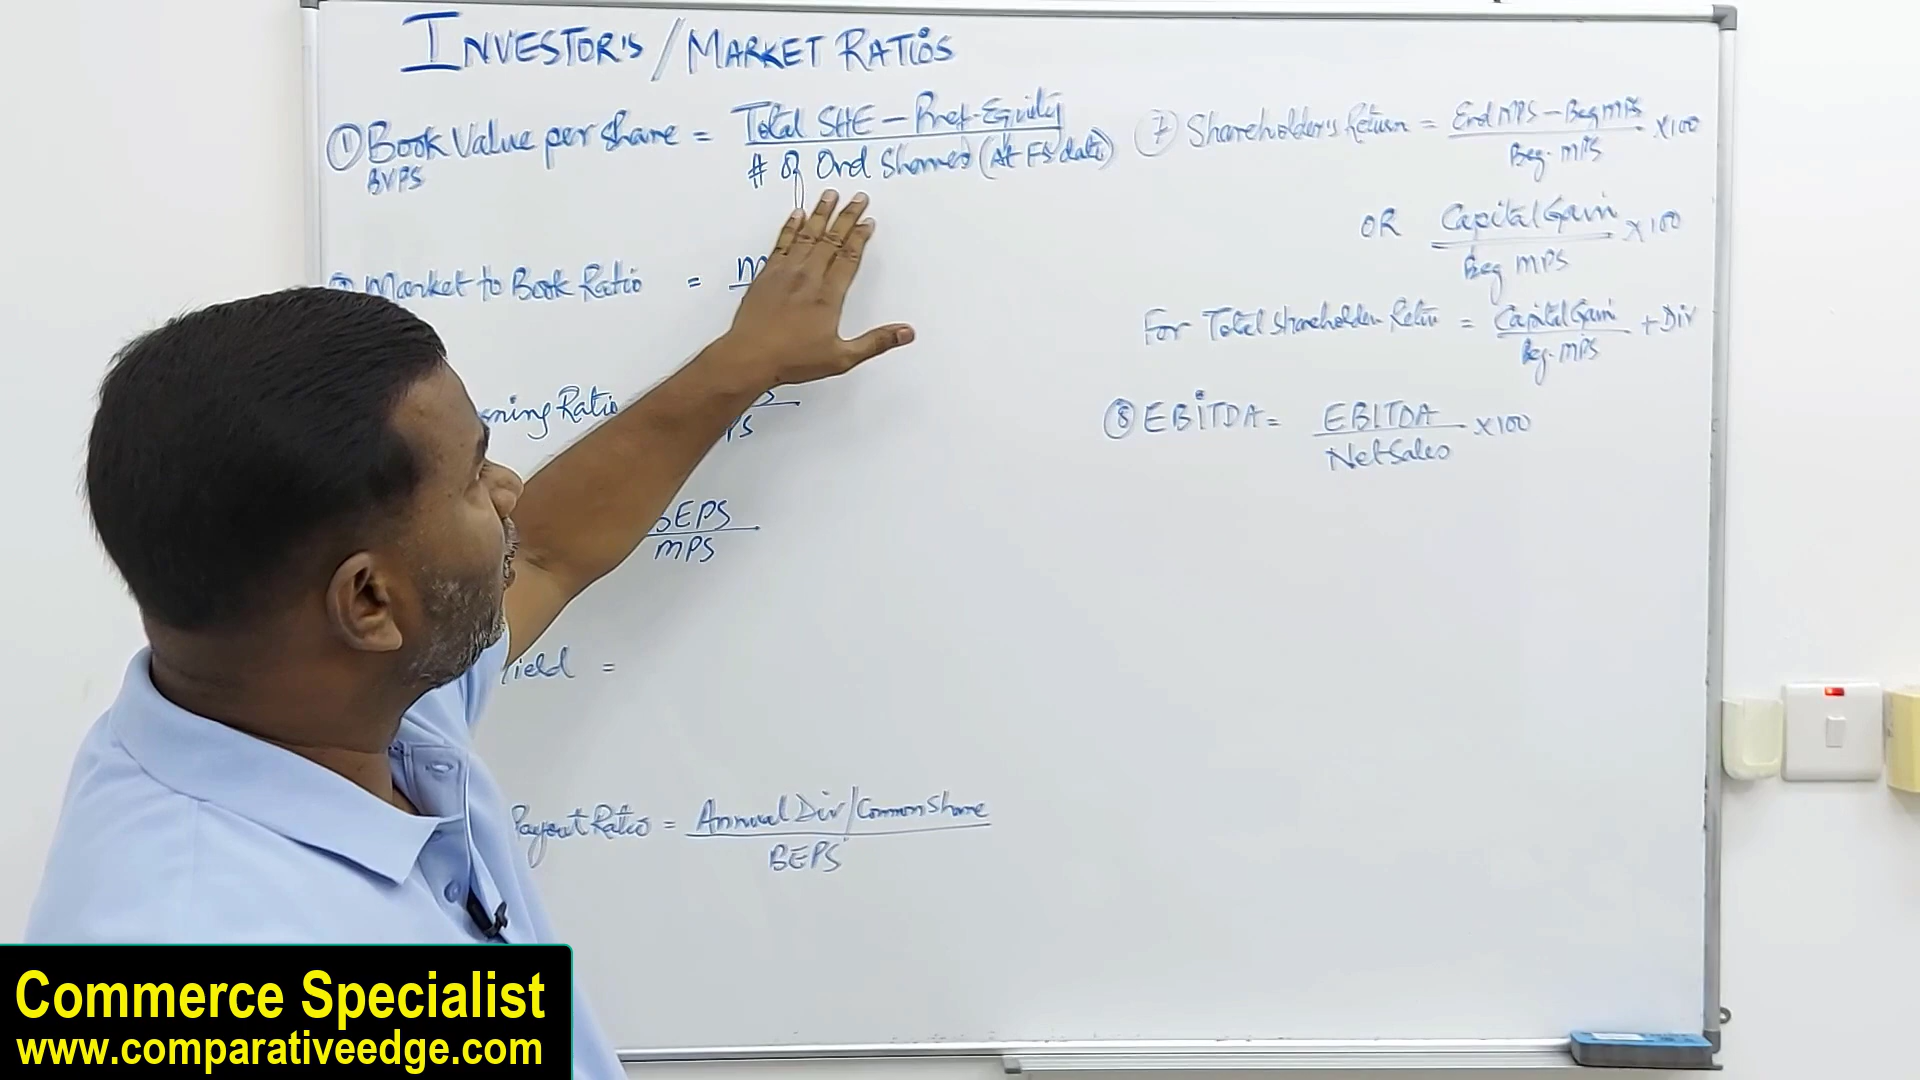 INVESTOR'S / MARKET RATIOS
① Book Value per share = Total SHE - Pref. Equity
# of Ord Shares (At FS date)
BVPS
Market to Book Ratio =
Ratio
BEPS
MPS
Yield =
Payout Ratio = Annual Div/Common Share
BEPS
⑦ Shareholder's Return = End MPS - Beg MPS x100
Beg. MPS
OR Capital Gain x100
Beg MPS
For Total Shareholder Return = Capital Gain + Div
Beg. MPS
⑧ EBITDA = EBITDA x100
Net Sales
Commerce Specialist
www.comparativeedge.com